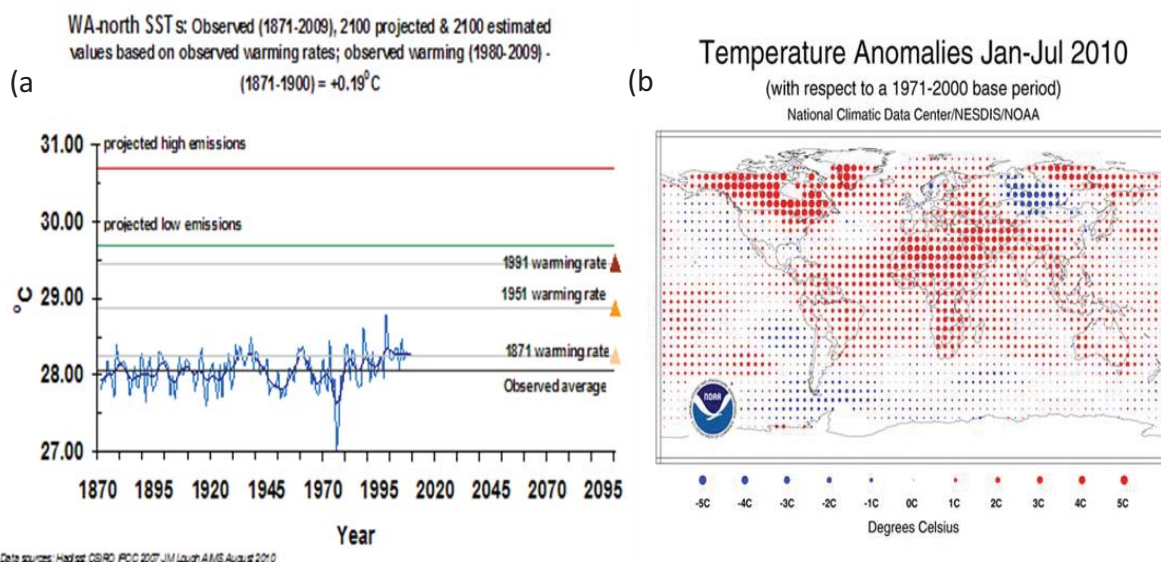 WA-north SSTs: Observed (1871-2009), 2100 projected & 2100 estimated
values based on observed warming rates; observed warming (1980-2009) -
(1871-1900) = +0.19⁰C
(a
31.00
projected high emissions
30.00
projected low emissions
1991 warming rate
29.00
1951 warming rate
°C
1871 warming rate
28.00
Observed average
27.00
1870 1895 1920 1945 1970 1995 2020 2045 2070 2095
Year
Data sources: HadIsst CSIRO IPCC 2007 JM Lough AIMS August 2010
(b
Temperature Anomalies Jan-Jul 2010
(with respect to a 1971-2000 base period)
National Climatic Data Center/NESDIS/NOAA
NOAA
-5C -4C -3C -2C -1C 0C 1C 2C 3C 4C 5C
Degrees Celsius